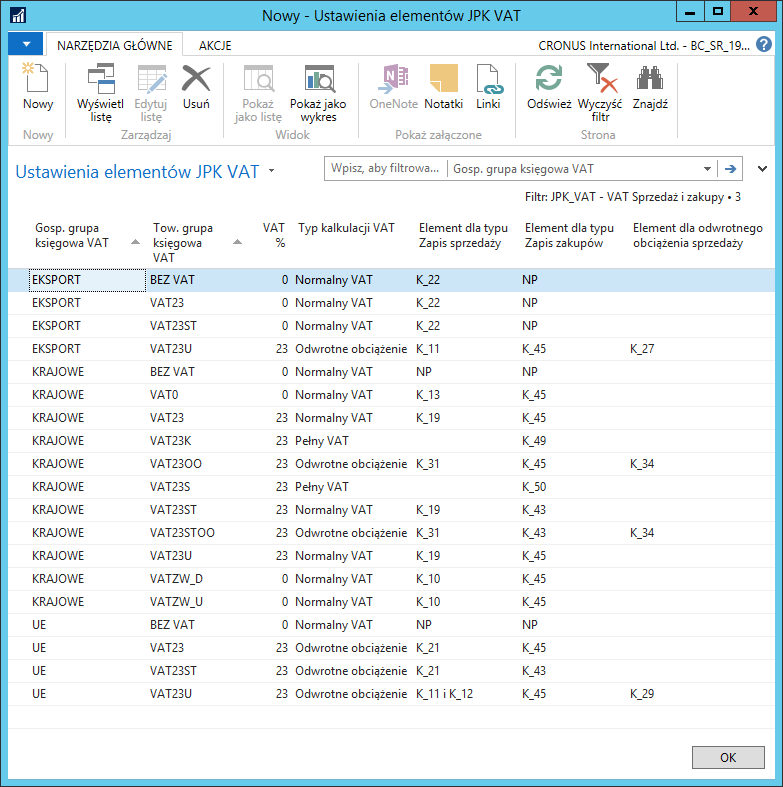 Nowy - Ustawienia elementów JPK VAT
NARZĘDZIA GŁÓWNE AKCJE CRONUS International Ltd. - BC_SR_19... ?
Nowy Wyświetl listę Edytuj listę Usuń Pokaż jako listę Pokaż jako wykres OneNote Notatki Linki Odśwież Wyczyść filtr Znajdź
Nowy Zarządzaj Widok Pokaż załączone Strona
Ustawienia elementów JPK VAT Wpisz, aby filtrowa... Gosp. grupa księgowa VAT
Filtr: JPK_VAT - VAT Sprzedaż i zakupy • 3
Gosp. grupa księgowa VAT Tow. grupa księgowa VAT VAT % Typ kalkulacji VAT Element dla typu Zapis sprzedaży Element dla typu Zapis zakupów Element dla odwrotnego obciążenia sprzedaży
EKSPORT BEZ VAT 0 Normalny VAT K_22 NP
EKSPORT VAT23 0 Normalny VAT K_22 NP
EKSPORT VAT23ST 0 Normalny VAT K_22 NP
EKSPORT VAT23U 23 Odwrotne obciążenie K_11 K_45 K_27
KRAJOWE BEZ VAT 0 Normalny VAT NP NP
KRAJOWE VAT0 0 Normalny VAT K_13 K_45
KRAJOWE VAT23 23 Normalny VAT K_19 K_45
KRAJOWE VAT23K 23 Pełny VAT K_49
KRAJOWE VAT23OO 23 Odwrotne obciążenie K_31 K_45 K_34
KRAJOWE VAT23S 23 Pełny VAT K_50
KRAJOWE VAT23ST 23 Normalny VAT K_19 K_43
KRAJOWE VAT23STOO 23 Odwrotne obciążenie K_31 K_43 K_34
KRAJOWE VAT23U 23 Normalny VAT K_19 K_45
KRAJOWE VATZW_D 0 Normalny VAT K_10 K_45
KRAJOWE VATZW_U 0 Normalny VAT K_10 K_45
UE BEZ VAT 0 Normalny VAT NP NP
UE VAT23 23 Odwrotne obciążenie K_21 K_45
UE VAT23ST 23 Odwrotne obciążenie K_21 K_43
UE VAT23U 23 Odwrotne obciążenie K_11 i K_12 K_45 K_29
OK